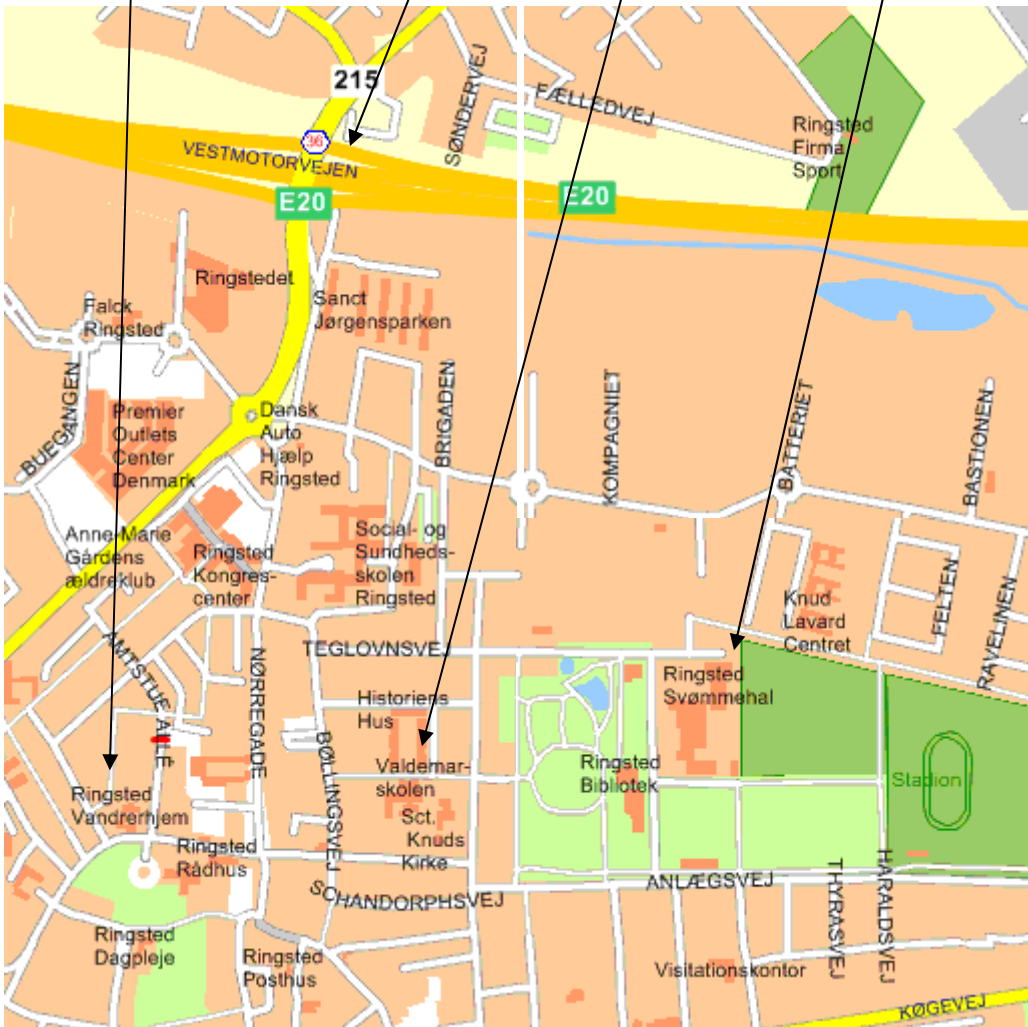 215
SØNDERVEJ
FÆLLEDVEJ
Ringsted
Firma
Sport
36
VESTMOTORVEJEN
E20
E20
Ringstedet
Sanct
Jørgensparken
Falck
Ringsted
BUEGANGEN
BRIGADEN
KOMPAGNIET
BATTERIET
BASTIONEN
Premier
Outlets
Center
Denmark
Dansk
Auto
Hjælp
Ringsted
Anne-Marie
Gårdens
ældreklub
Ringsted
Kongres-
center
Social- og
Sundheds-
skolen
Ringsted
Knud
Lavard
Centret
FELTEN
RAVELINEN
AMTSTUE ALLÉ
NØRREGADE
TEGLOVNSVEJ
Historiens
Hus
Ringsted
Svømmehal
BØLLINGSVEJ
Valdemar-
skolen
Ringsted
Bibliotek
Stadion
Ringsted
Vandrerhjem
Sct.
Knuds
Kirke
Ringsted
Rådhus
SCHANDORPHSVEJ
ANLÆGSVEJ
THYRASVEJ
HARALDSVEJ
Ringsted
Dagpleje
Ringsted
Posthus
Visitationskontor
KØGEVEJ